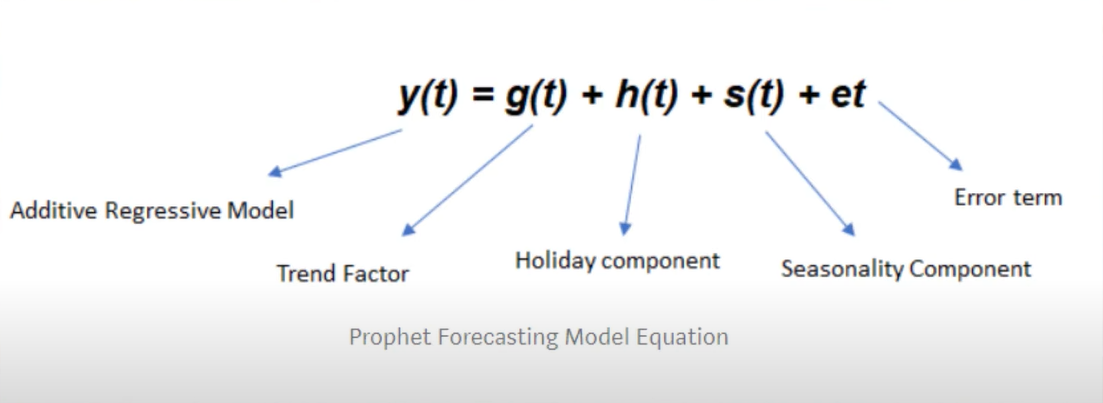 y(t) = g(t) + h(t) + s(t) + et
Additive Regressive Model
Trend Factor
Holiday component
Seasonality Component
Error term
Prophet Forecasting Model Equation